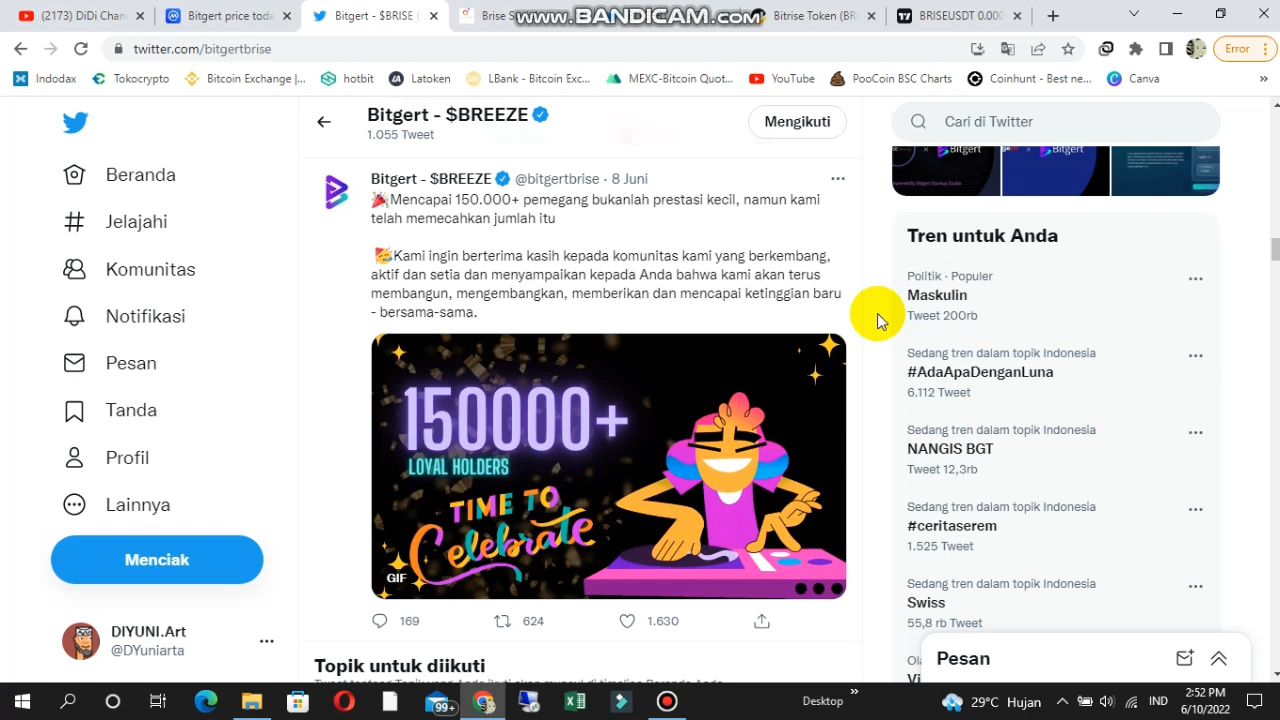 (2173) DiDi Chan
Bitgert price toda
Bitgert - $BRISE (
Brise S
www.BANDICAM.com
Bitrise Token (BR
BRISEUSDT 0.000
twitter.com/bitgertbrise
Error
Indodax
Tokocrypto
Bitcoin Exchange |...
hotbit
Latoken
LBank - Bitcoin Exc...
MEXC-Bitcoin Quot...
YouTube
PooCoin BSC Charts
Coinhunt - Best ne...
Canva
»
Beranda
Jelajahi
Komunitas
Notifikasi
Pesan
Tanda
Profil
Lainnya
Menciak
DIYUNI.Art
@DYuniarta
Bitgert - $BREEZE
1.055 Tweet
Mengikuti
Bitgert - $BREEZE @bitgertbrise · 8 Juni
🎉Mencapai 150.000+ pemegang bukanlah prestasi kecil, namun kami
telah memecahkan jumlah itu
🥳Kami ingin berterima kasih kepada komunitas kami yang berkembang,
aktif dan setia dan menyampaikan kepada Anda bahwa kami akan terus
membangun, mengembangkan, memberikan dan mencapai ketinggian baru
- bersama-sama.
150000+
LOYAL HOLDERS
TIME TO
Celebrate
GIF
169
624
1.630
Topik untuk diikuti
Cari di Twitter
Bitgert
Bitgert
Tren untuk Anda
Politik · Populer
Maskulin
Tweet 200rb
Sedang tren dalam topik Indonesia
#AdaApaDenganLuna
6.112 Tweet
Sedang tren dalam topik Indonesia
NANGIS BGT
Tweet 12,3rb
Sedang tren dalam topik Indonesia
#ceritaserem
1.525 Tweet
Sedang tren dalam topik Indonesia
Swiss
55,8 rb Tweet
Pesan
99+
Desktop
»
29°C Hujan
IND
2:52 PM
6/10/2022